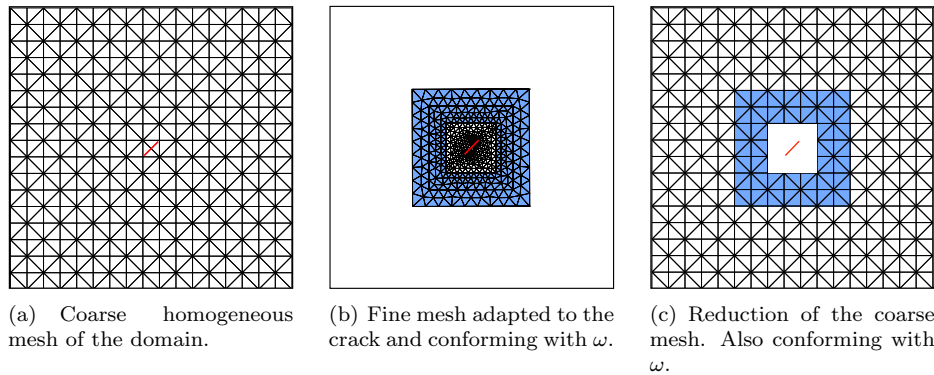 (a) Coarse homogeneous
mesh of the domain.
(b) Fine mesh adapted to the
crack and conforming with ω.
(c) Reduction of the coarse
mesh. Also conforming with
ω.